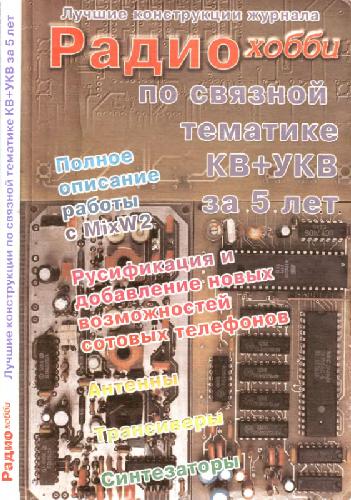 Лучшие конструкции журнала
Радио хобби
по связной
тематике
КВ+УКВ
за 5 лет
Полное
описание
работы
с MixW2
Русификация и
добавление новых
возможностей
сотовых телефонов
Антенны
Трансиверы
Синтезаторы
Радио хобби Лучшие конструкции по связной тематике КВ+УКВ за 5 лет